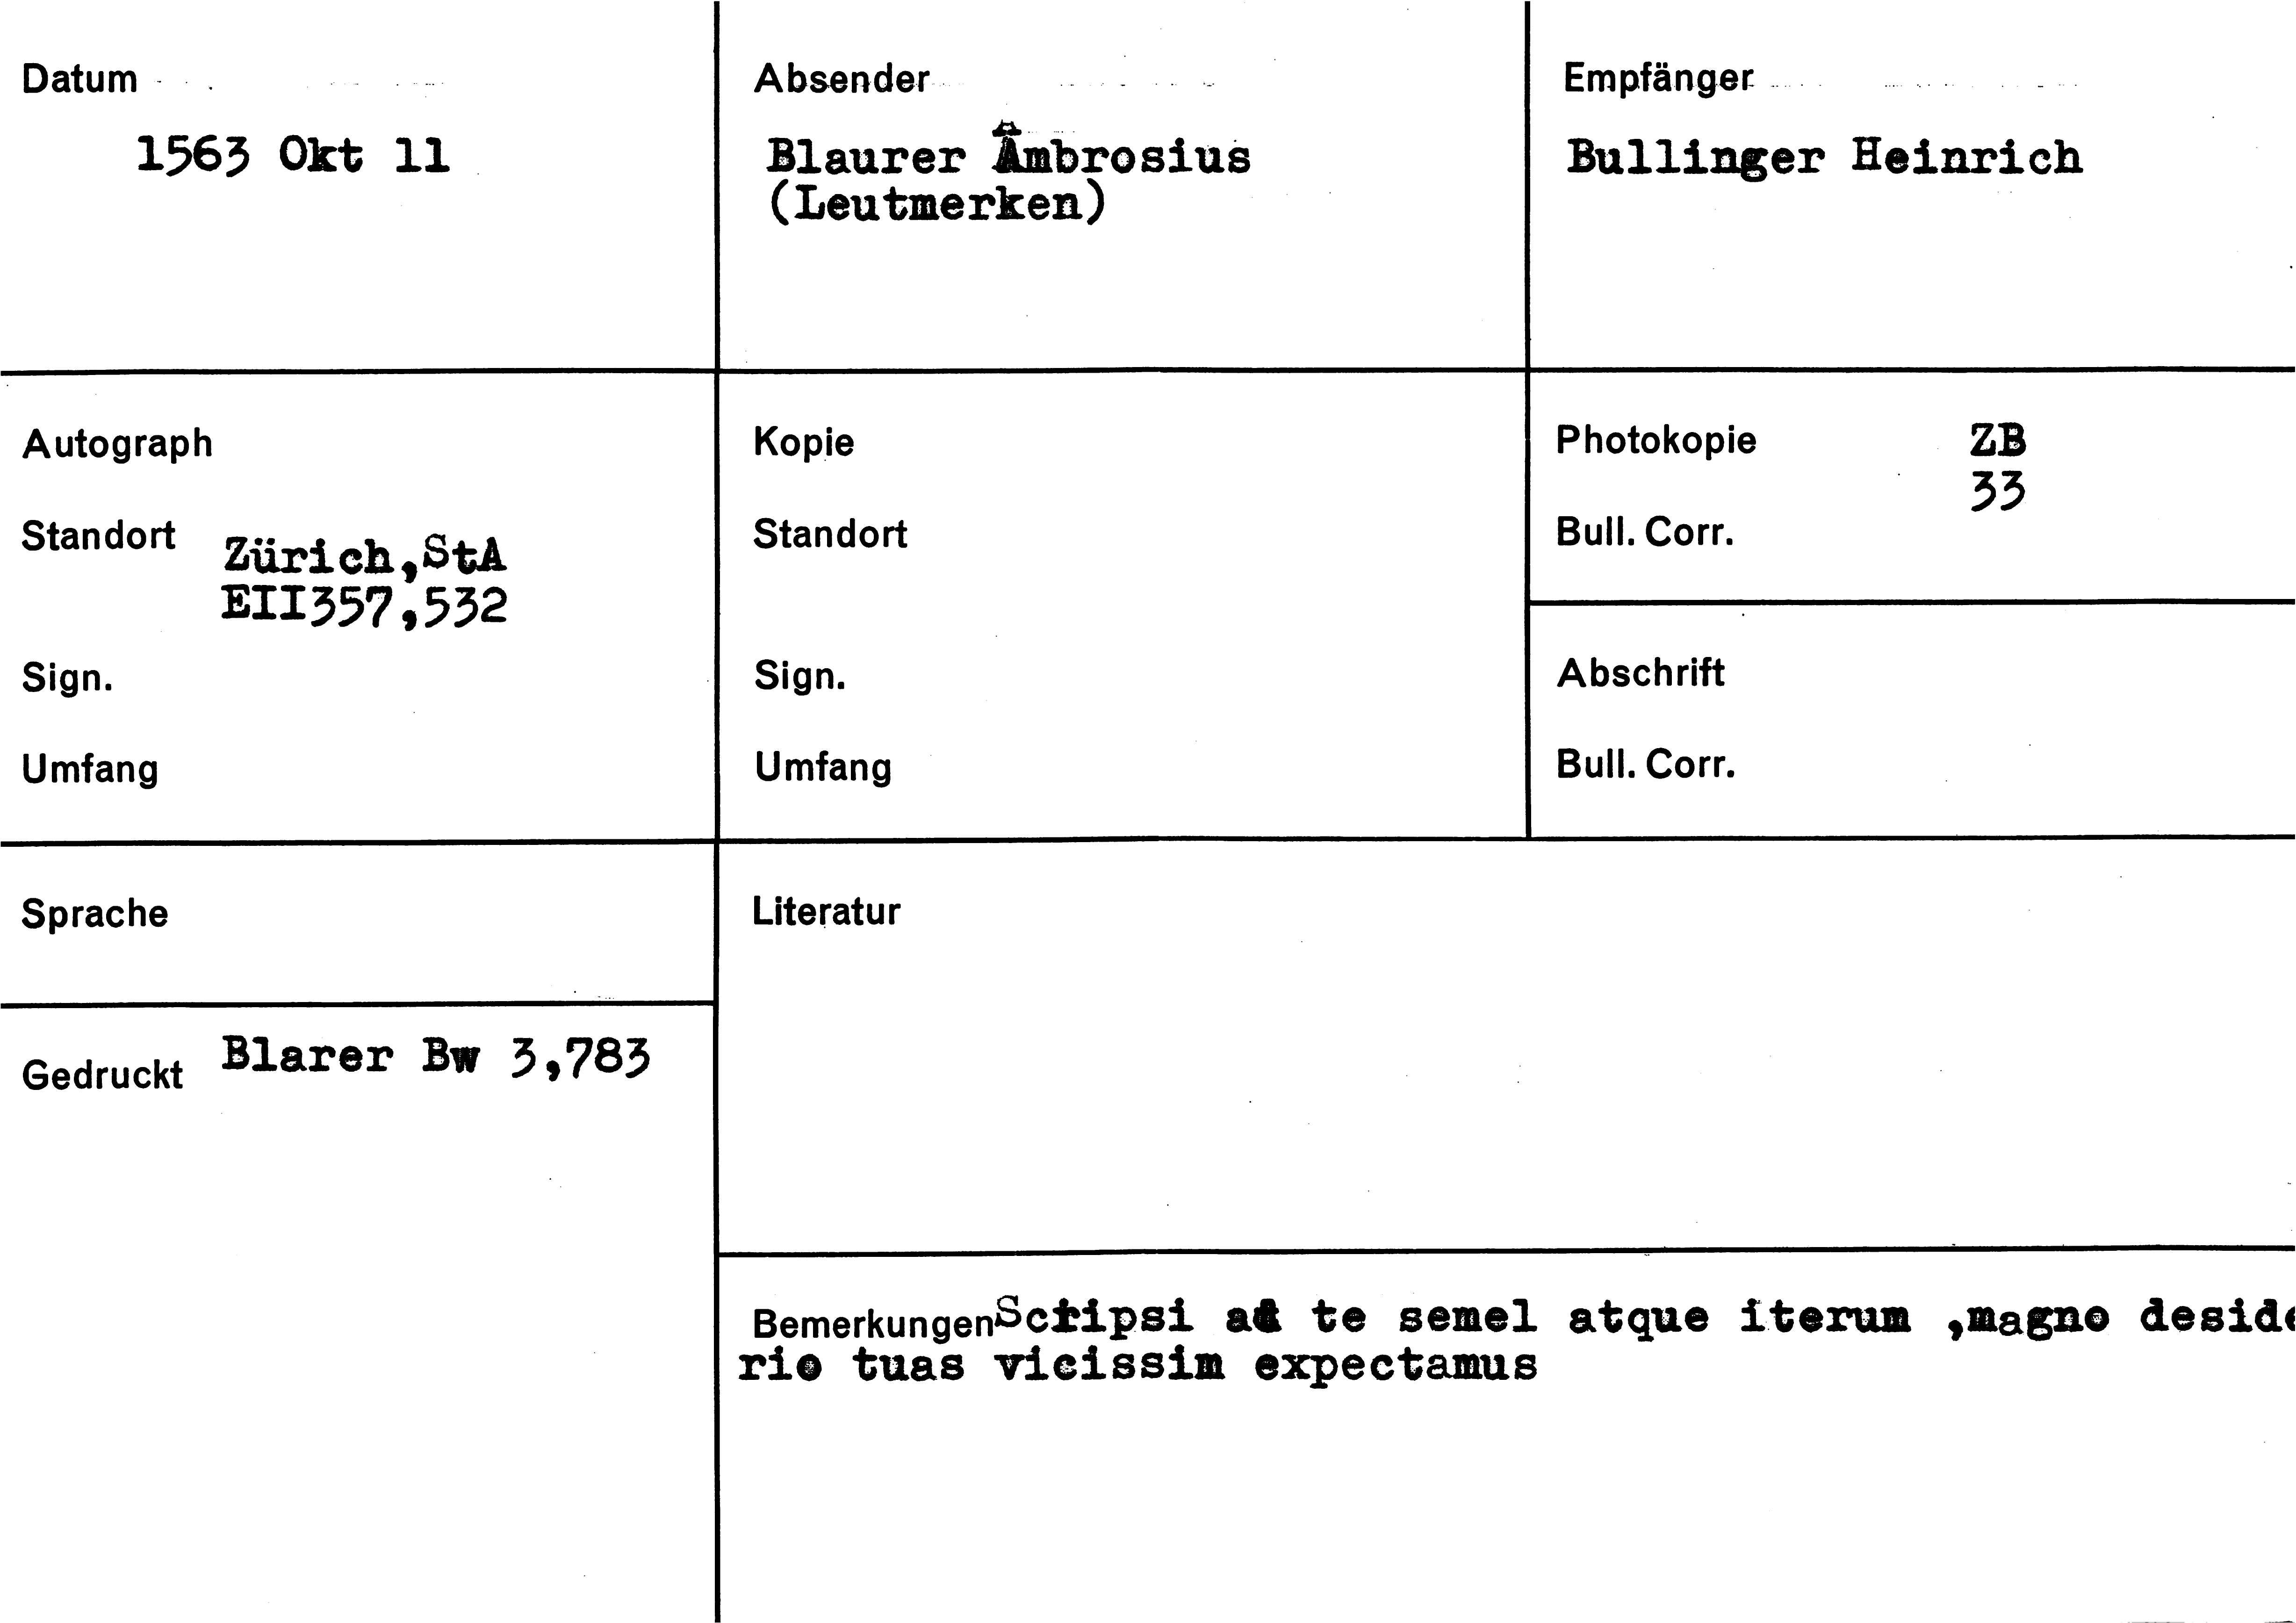 Datum
1563 Okt 11
Absender
Blaurer Ambrosius
(Leutmerken)
Empfänger
Bullinger Heinrich
Autograph
Standort
Zürich,StA
EII357,532
Sign.
Umfang
Kopie
Standort
Sign.
Umfang
Photokopie ZB
33
Bull. Corr.
Abschrift
Bull. Corr.
Sprache
Gedruckt Blarer Bw 3,783
Literatur
Bemerkungen Scripsi ad te semel atque iterum ,magno deside
rio tuas vicissim expectamus